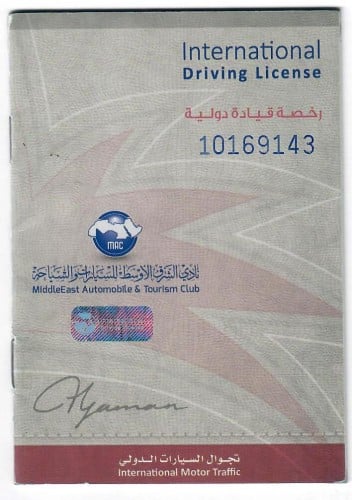 International
Driving License
رخصة قيادة دولية
10169143
MAC
نادي الشرق الأوسط للسيارات والسياحة
MiddleEast Automobile & Tourism Club
تجوال السيارات الدولي
International Motor Traffic